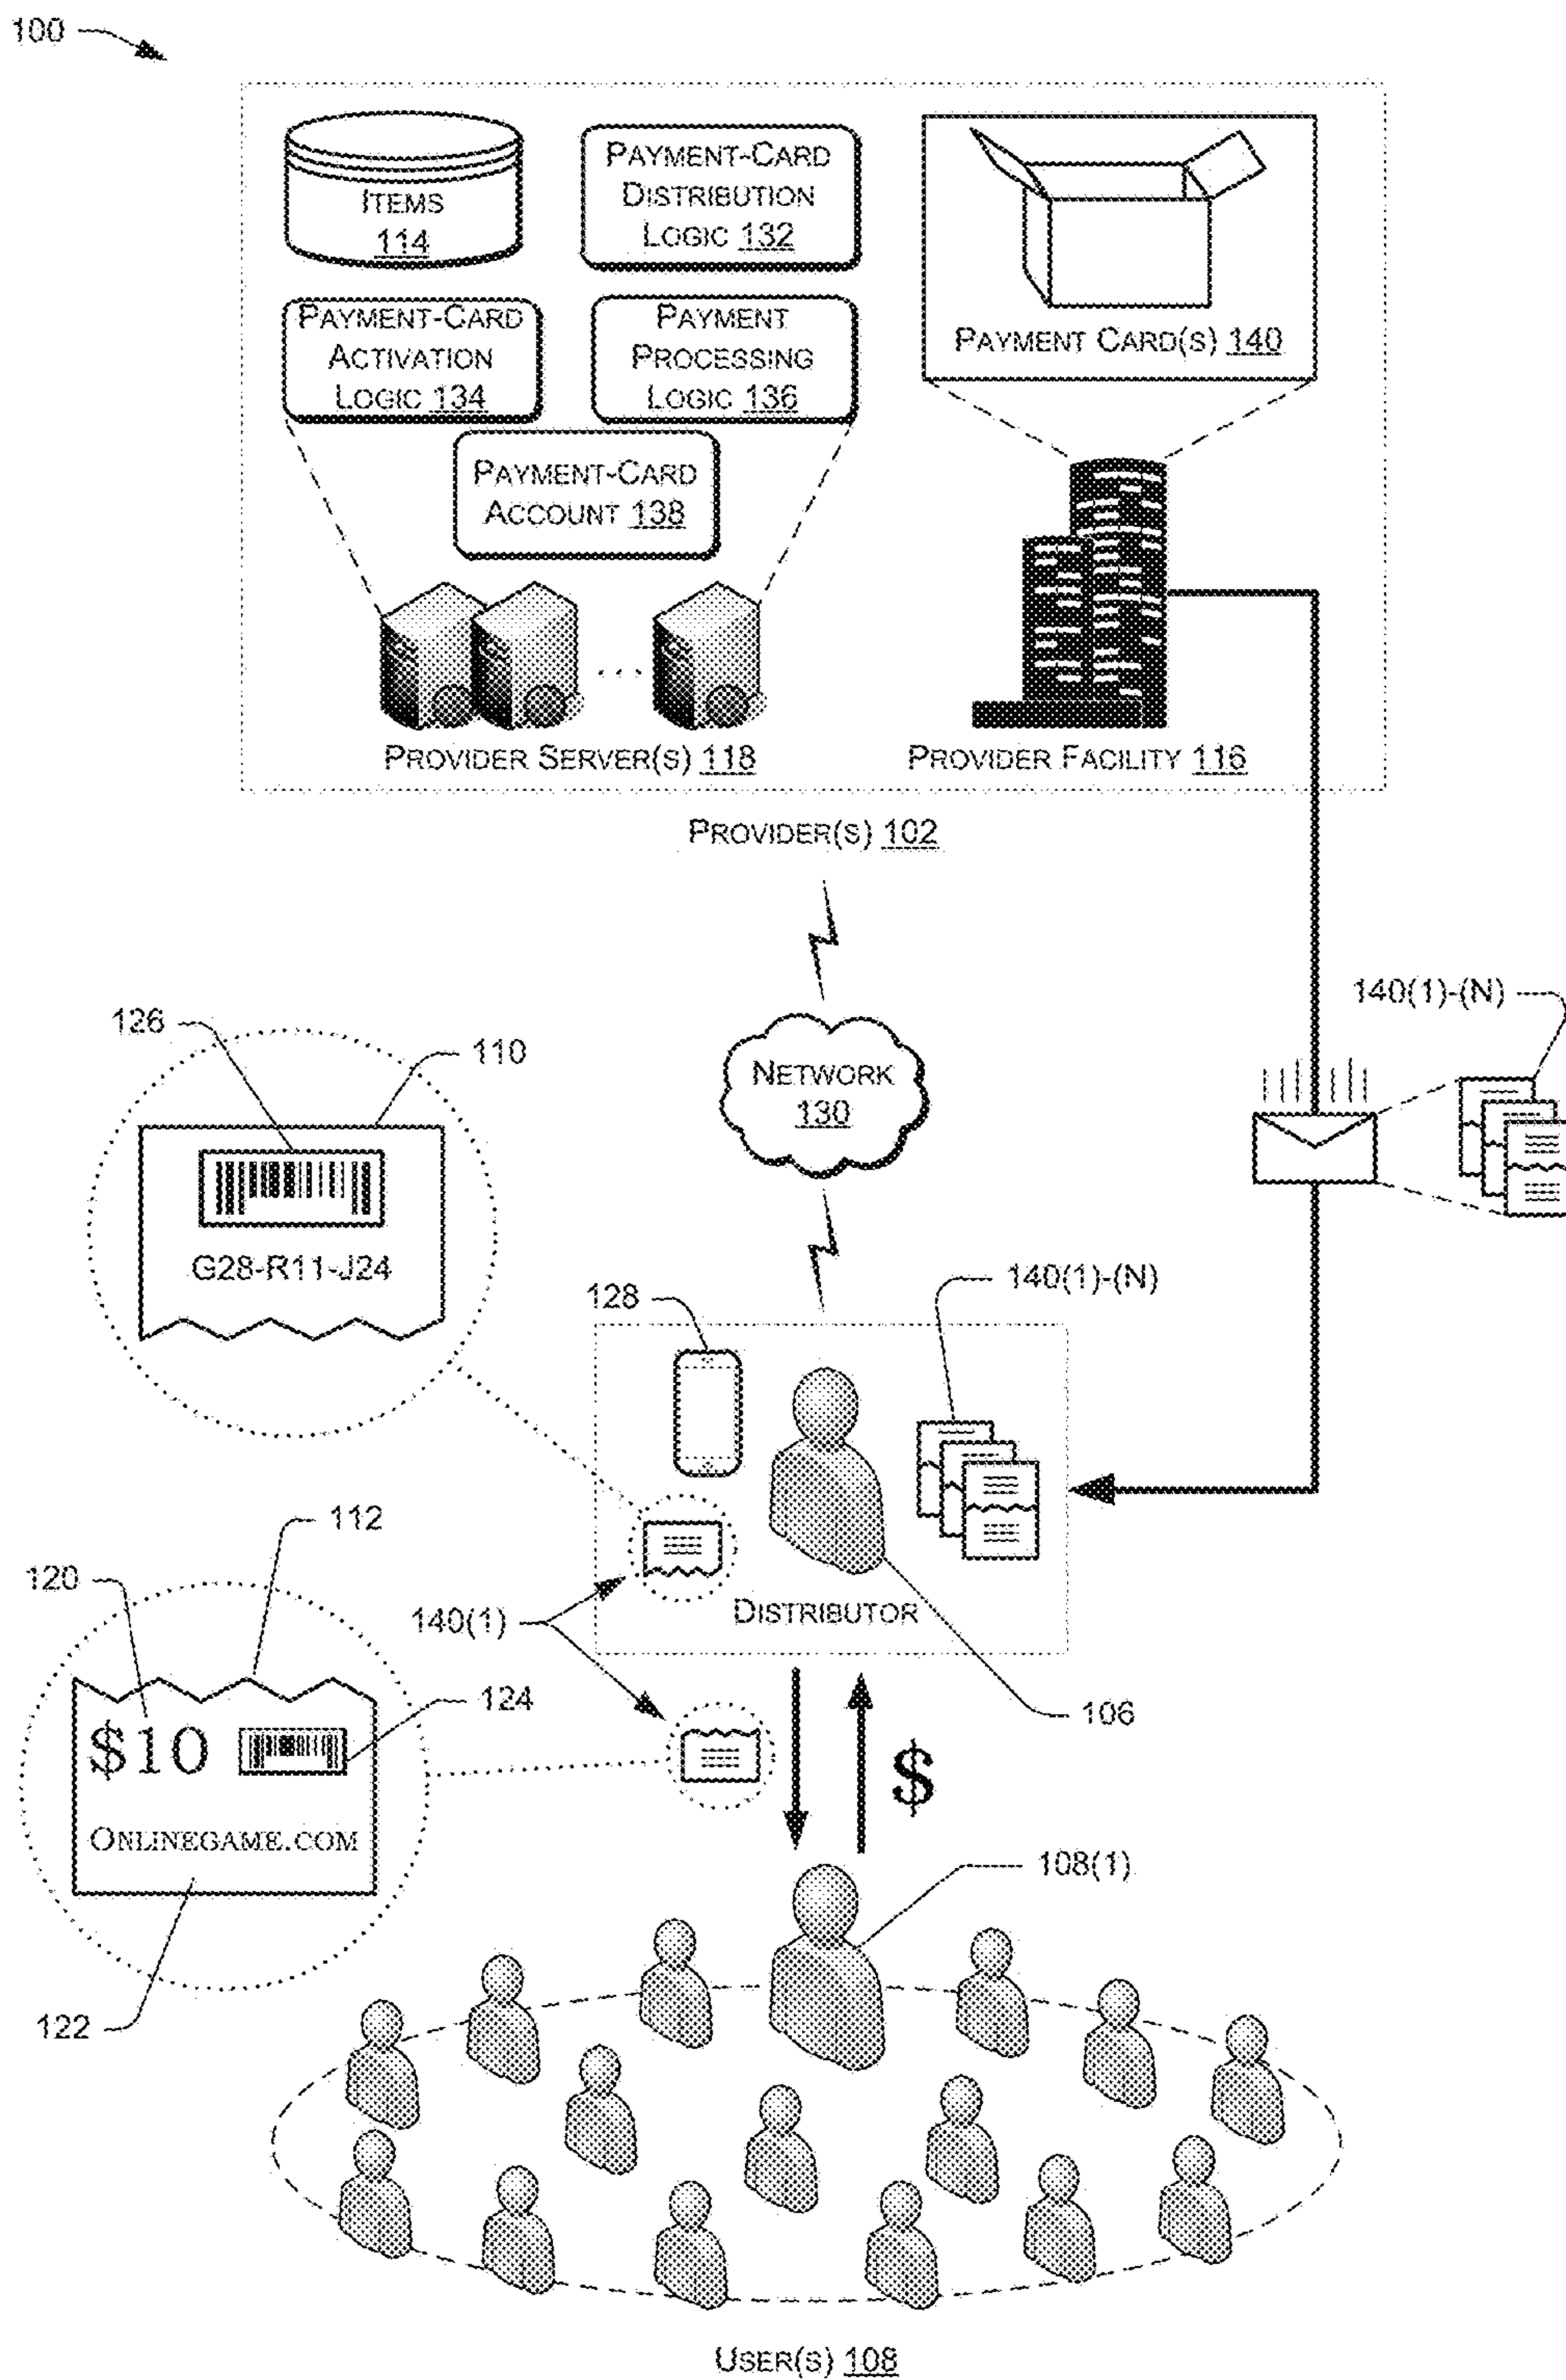 100
ITEMS
114
PAYMENT-CARD
DISTRIBUTION
LOGIC 132
PAYMENT-CARD
ACTIVATION
LOGIC 134
PAYMENT
PROCESSING
LOGIC 136
PAYMENT CARD(S) 140
PAYMENT-CARD
ACCOUNT 138
PROVIDER SERVER(S) 118
PROVIDER FACILITY 116
PROVIDER(S) 102
140(1)-(N)
126
110
NETWORK
130
G28-R11-J24
128
140(1)-(N)
112
120
140(1)
DISTRIBUTOR
$10
124
106
$
ONLINEGAME.COM
108(1)
122
USER(S) 108